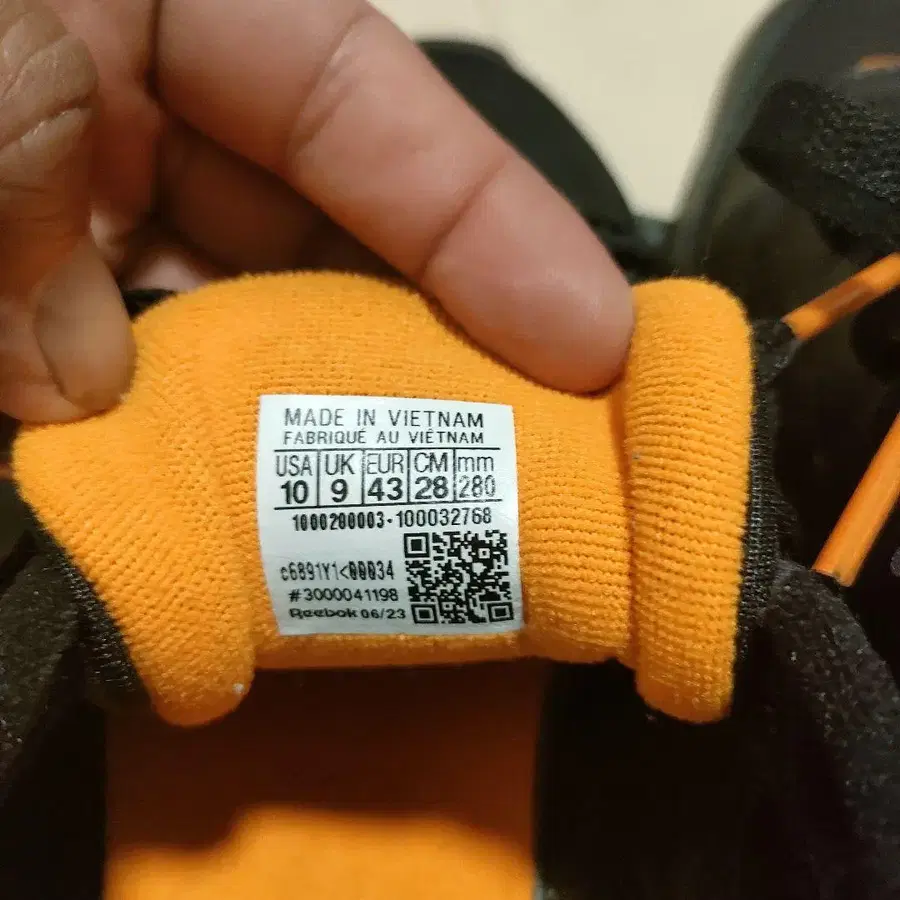 MADE IN VIETNAM
FABRIQUÉ AU VIÊTNAM
USA UK EUR CM mm
10 9 43 28 280
1000200003-100032768
c6891Y1<00034
#3000041198
Reebok 06/23